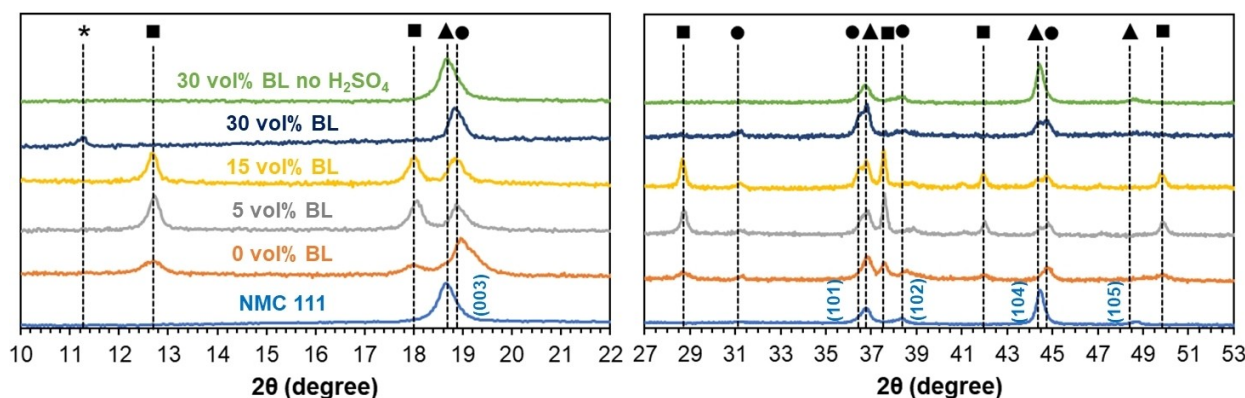 *
30 vol% BL no H₂SO₄
30 vol% BL
15 vol% BL
5 vol% BL
0 vol% BL
NMC 111
(003)
10 11 12 13 14 15 16 17 18 19 20 21 22
2θ (degree)
(101)
(102)
(104)
(105)
27 29 31 33 35 37 39 41 43 45 47 49 51 53
2θ (degree)